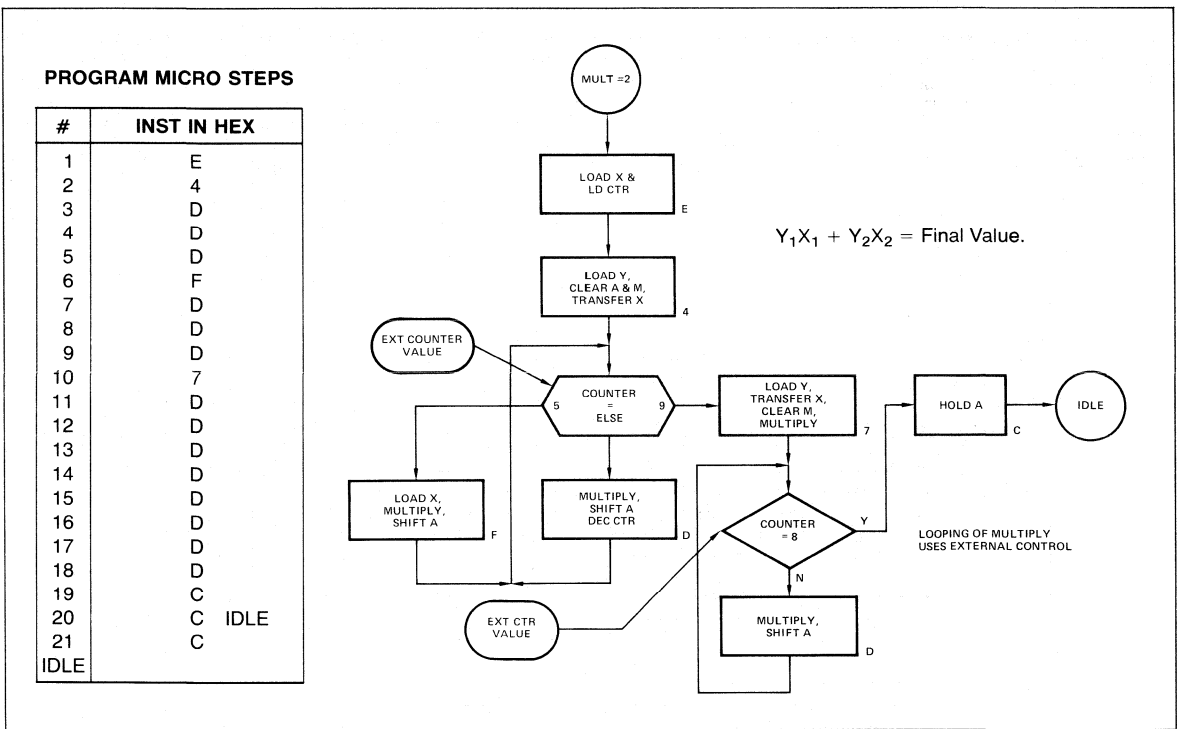 PROGRAM MICRO STEPS
# INST IN HEX
1 E
2 4
3 D
4 D
5 D
6 F
7 D
8 D
9 D
10 7
11 D
12 D
13 D
14 D
15 D
16 D
17 D
18 D
19 C
20 C IDLE
21 C
IDLE
MULT =2
LOAD X &
LD CTR
E
Y₁X₁ + Y₂X₂ = Final Value.
LOAD Y,
CLEAR A & M,
TRANSFER X
4
EXT COUNTER
VALUE
5
COUNTER
=
ELSE
9
LOAD Y,
TRANSFER X,
CLEAR M,
MULTIPLY
7
HOLD A
C
IDLE
LOAD X,
MULTIPLY,
SHIFT A
F
MULTIPLY,
SHIFT A
DEC CTR
D
COUNTER
= 8
Y
N
LOOPING OF MULTIPLY
USES EXTERNAL CONTROL
EXT CTR
VALUE
MULTIPLY,
SHIFT A
D